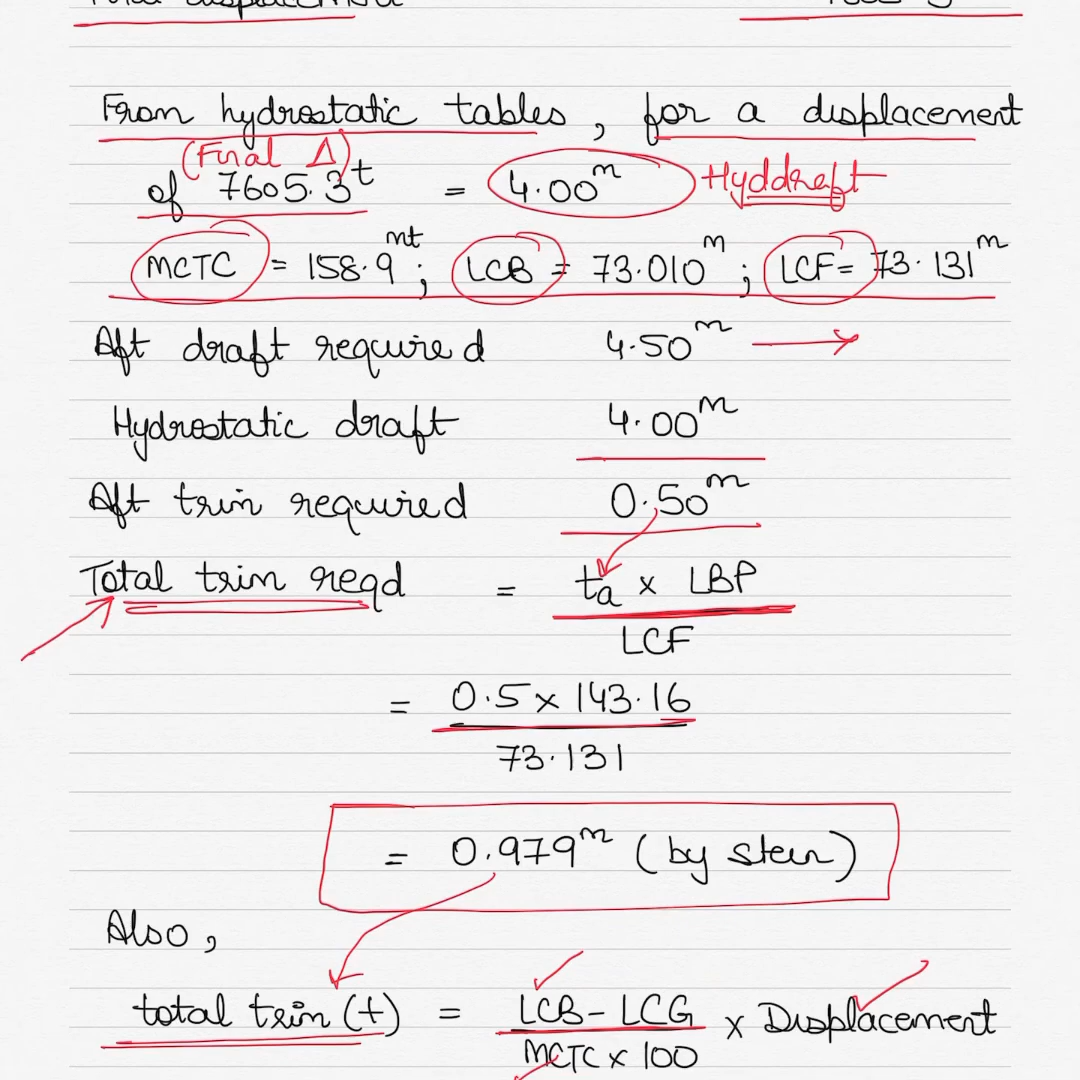 From hydrostatic tables, for a displacement
(Final Δ)
of 7605.3t = 4.00m Hyddraft
MCTC = 158.9mt; LCB = 73.010m; LCF = 73.131m
Aft draft required 4.50m →
Hydrostatic draft 4.00m
Aft trim required 0.50m
Total trim reqd = ta x LBP
LCF
= 0.5 x 143.16
73.131
= 0.979m (by stern)
Also,
total trim (t) = LCB - LCG x Displacement
MCTC x 100